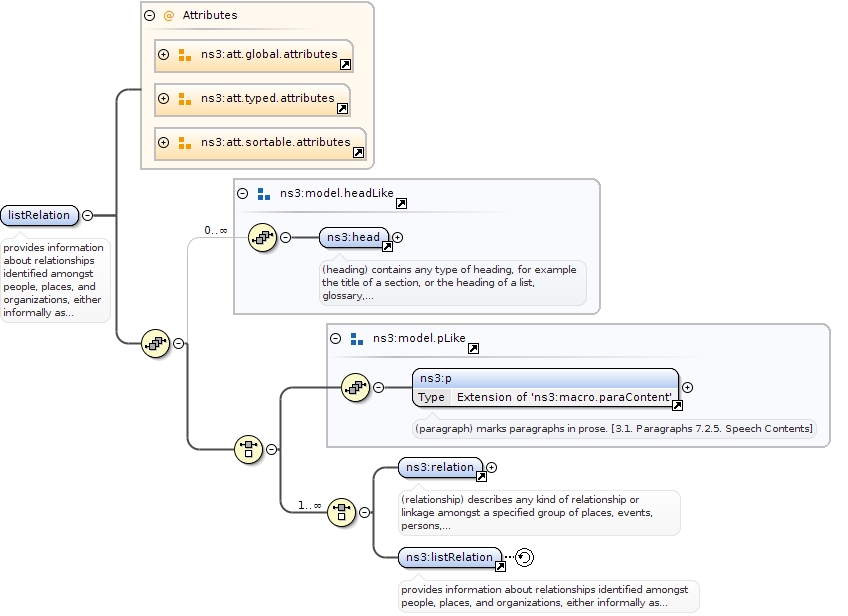 Attributes
ns3:att.global.attributes
ns3:att.typed.attributes
ns3:att.sortable.attributes
listRelation
provides information
about relationships
identified amongst
people, places, and
organizations, either
informally as...
ns3:model.headLike
0..∞
ns3:head
(heading) contains any type of heading, for example
the title of a section, or the heading of a list,
glossary,...
ns3:model.pLike
ns3:p
Type Extension of 'ns3:macro.paraContent'
(paragraph) marks paragraphs in prose. [3.1. Paragraphs 7.2.5. Speech Contents]
ns3:relation
(relationship) describes any kind of relationship or
linkage amongst a specified group of places, events,
persons,...
1..∞
ns3:listRelation
provides information about relationships identified amongst
people, places, and organizations, either informally as...